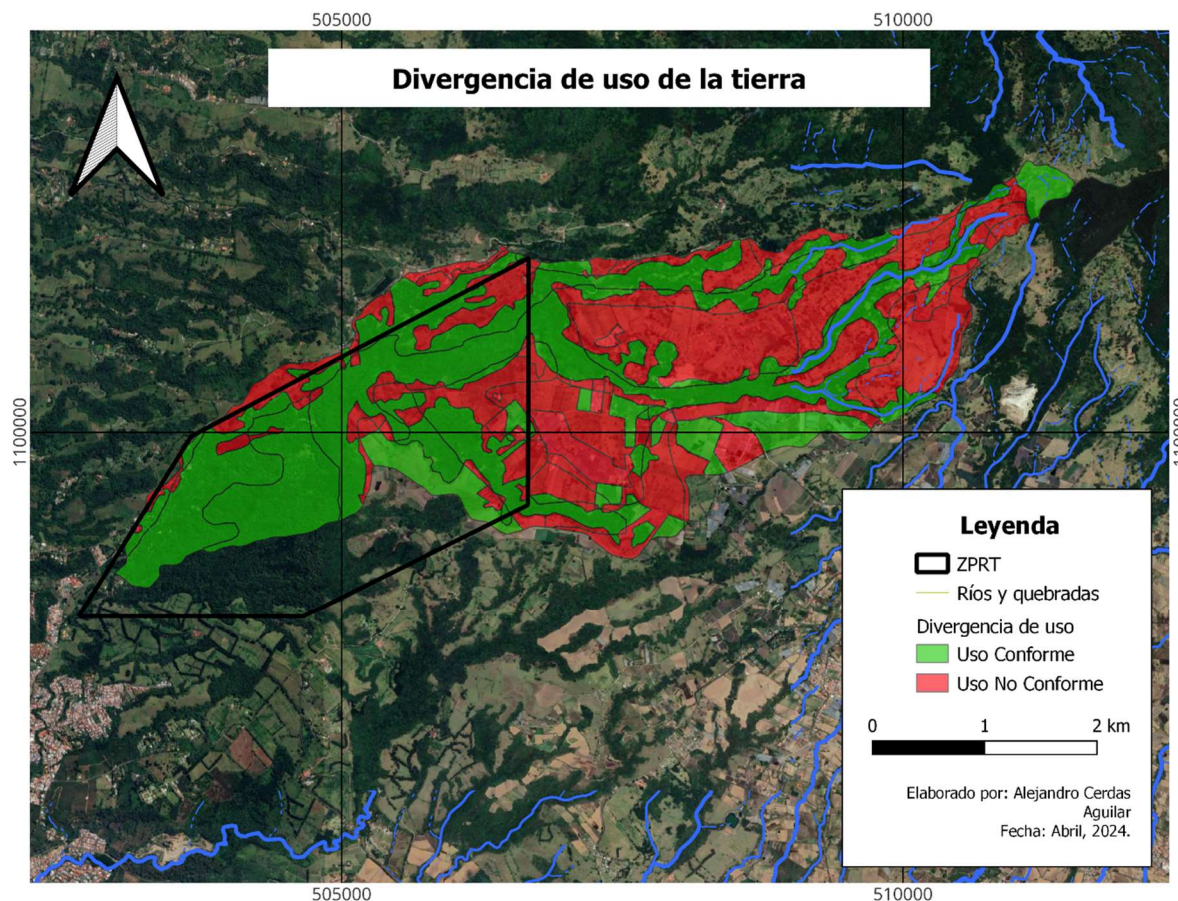 505000
510000
Divergencia de uso de la tierra
1100000
1100000
Leyenda
ZPRT
Ríos y quebradas
Divergencia de uso
Uso Conforme
Uso No Conforme
0 1 2 km
Elaborado por: Alejandro Cerdas
Aguilar
Fecha: Abril, 2024.
505000
510000